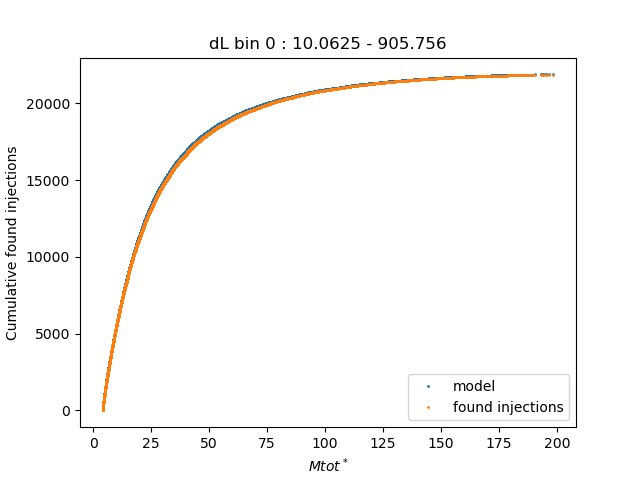 dL bin 0 : 10.0625 - 905.756
Cumulative found injections
20000
15000
10000
5000
0
model
found injections
0 25 50 75 100 125 150 175 200
Mtot*